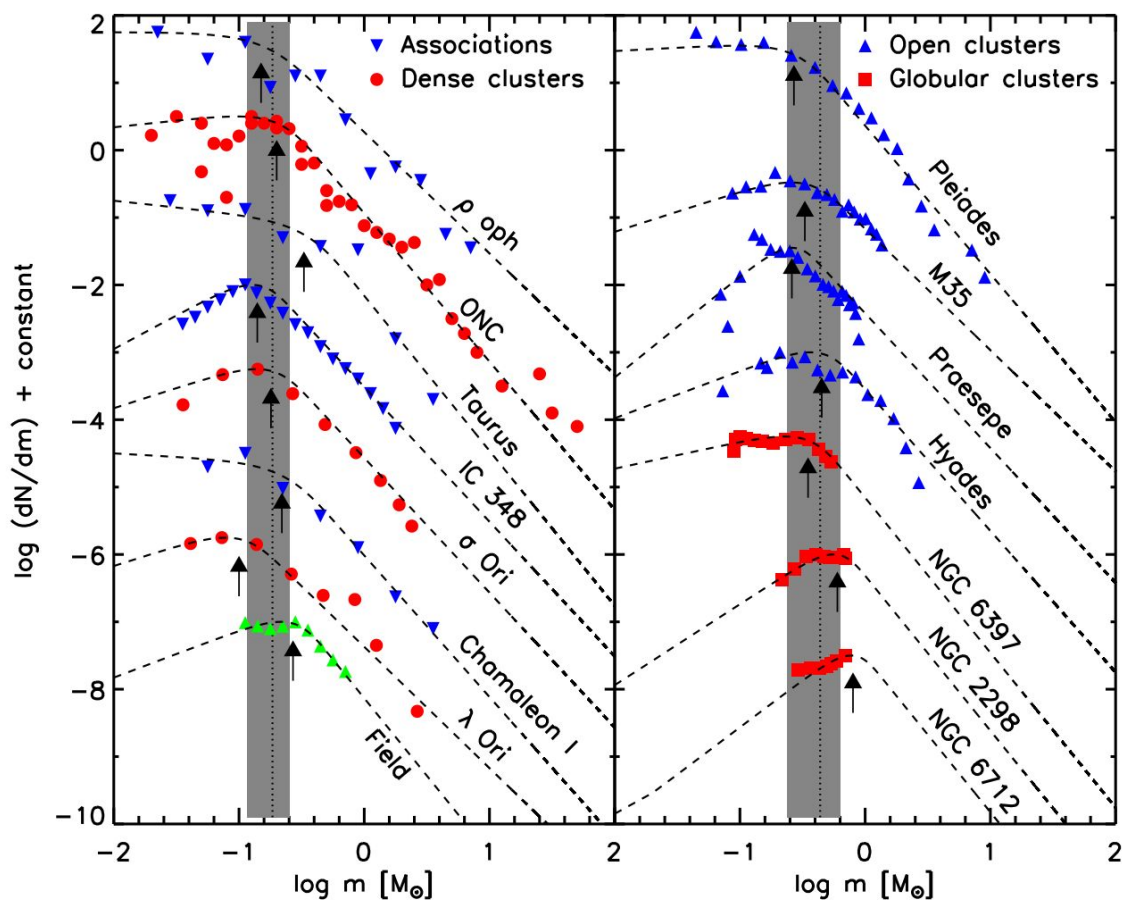 Associations
Dense clusters
Open clusters
Globular clusters
log (dN/dm) + constant
2
0
−2
−4
−6
−8
−10
ρ oph
ONC
Taurus
IC 348
σ Ori
Chamaleon I
λ Ori
Field
Pleiades
M35
Praesepe
Hyades
NGC 6397
NGC 2298
NGC 6712
−2
−1
0
1
2
−1
0
1
2
log m [M⊙]
log m [M⊙]